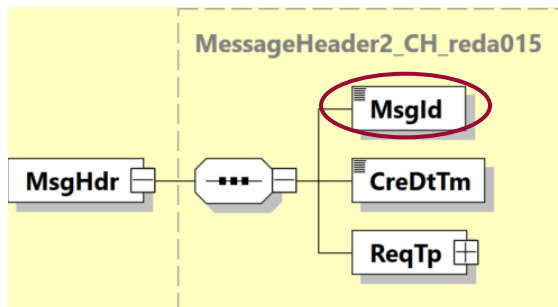 MessageHeader2_CH_reda015
MsgId
MsgHdr
CreDtTm
ReqTp